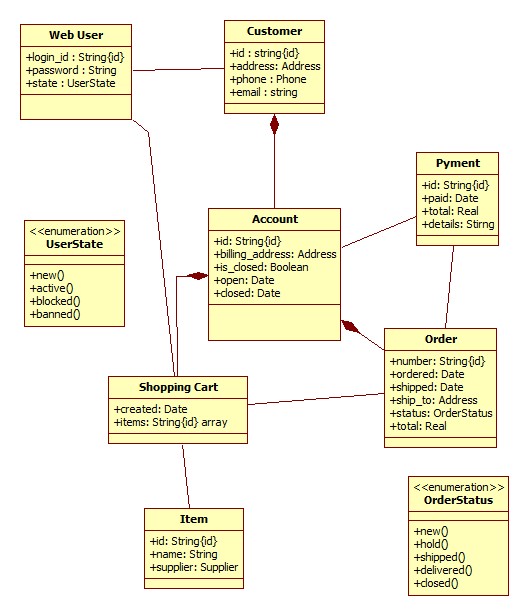 Web User
+login_id : String{id}
+password : String
+state : UserState
Customer
+id : string{id}
+address: Address
+phone : Phone
+email : string
Pyment
+id: String{id}
+paid: Date
+total: Real
+details: Stirng
Account
+id: String{id}
+billing_address: Address
+is_closed: Boolean
+open: Date
+closed: Date
<<enumeration>>
UserState
+new()
+active()
+blocked()
+banned()
Order
+number: String{id}
+ordered: Date
+shipped: Date
+ship_to: Address
+status: OrderStatus
+total: Real
Shopping Cart
+created: Date
+items: String{id} array
Item
+id: String{id}
+name: String
+supplier: Supplier
<<enumeration>>
OrderStatus
+new()
+hold()
+shipped()
+delivered()
+closed()